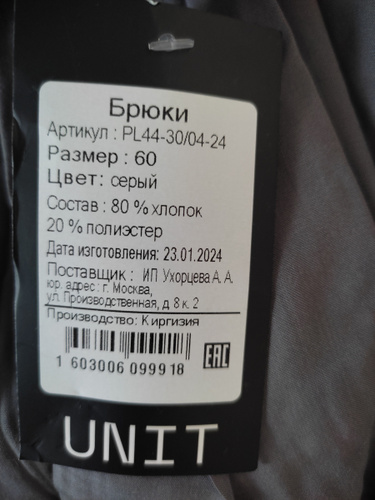 Брюки
Артикул : PL44-30/04-24
Размер : 60
Цвет: серый
Состав : 80 % хлопок
20 % полиэстер
Дата изготовления: 23.01.2024
Поставщик : ИП Ухорцева А. А.
юр. адрес : г. Москва,
ул. Производственная, д. 8 к. 2
Производство: Киргизия
1 603006 099918
EAC
UNIT